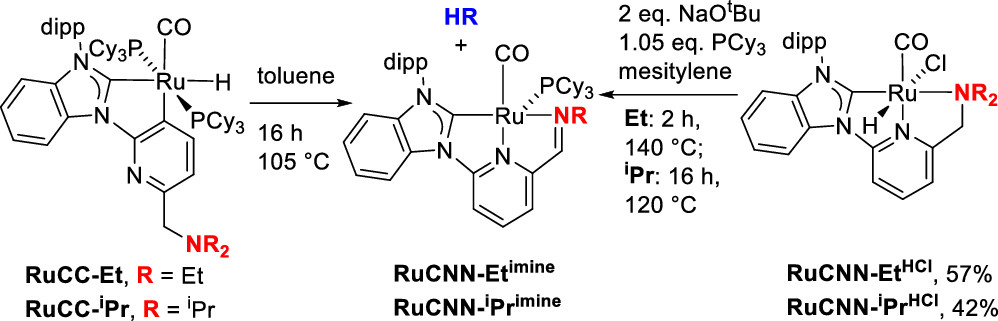 dipp
PCy₃P
CO
N
Ru
H
N
PCy₃
N
NR₂
RuCC-Et, R = Et
RuCC-ⁱPr, R = ⁱPr
toluene
16 h
105 °C
HR
+
dipp
CO
N
PCy₃
Ru
NR
N
N
RuCNN-Etⁱᵐⁱⁿᵉ
RuCNN-ⁱPrⁱᵐⁱⁿᵉ
2 eq. NaOᵗBu
1.05 eq. PCy₃
mesitylene
Et: 2 h,
140 °C;
ⁱPr: 16 h,
120 °C
dipp
CO
Cl
N
Ru
NR₂
H
N
N
RuCNN-Etᴴᶜˡ, 57%
RuCNN-ⁱPrᴴᶜˡ, 42%